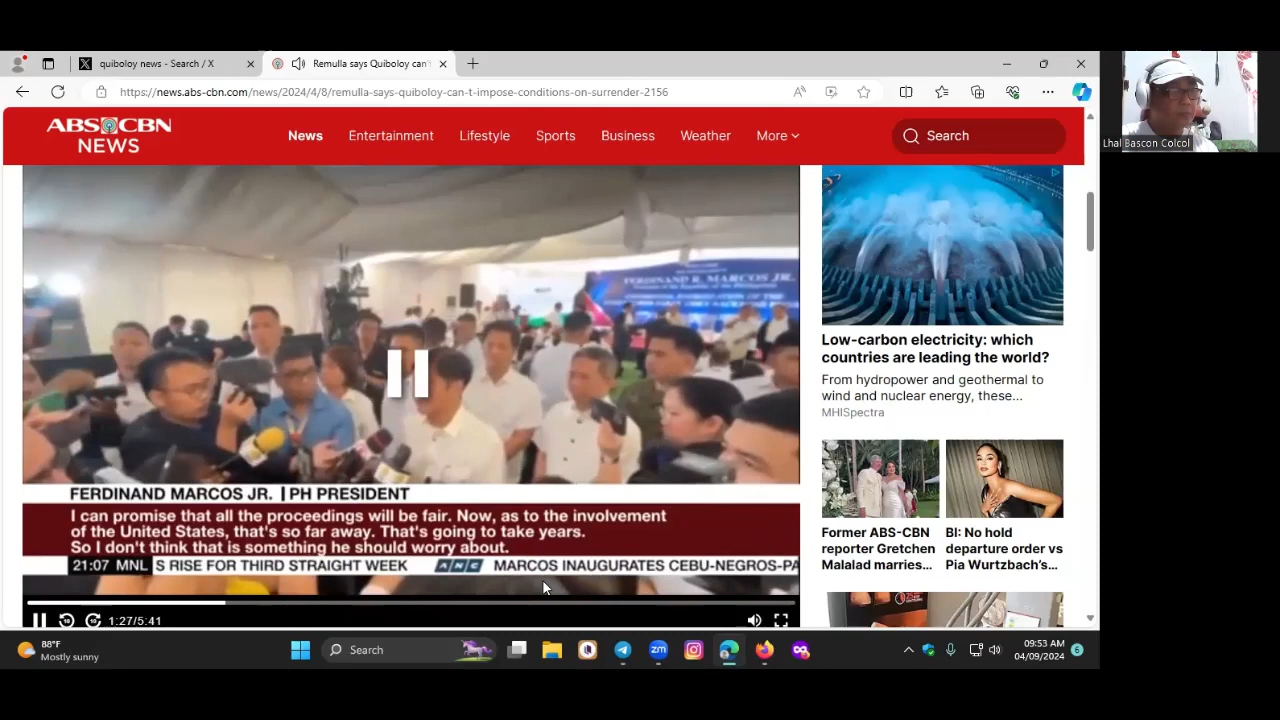 quiboloy news - Search / X
Remulla says Quiboloy can't
https://news.abs-cbn.com/news/2024/4/8/remulla-says-quiboloy-can-t-impose-conditions-on-surrender-2156
ABS-CBN
NEWS
News
Entertainment
Lifestyle
Sports
Business
Weather
More
Search
Lhal Bascon Colcol
FERDINAND R. MARCOS JR.
FERDINAND MARCOS JR. | PH PRESIDENT
I can promise that all the proceedings will be fair. Now, as to the involvement
of the United States, that's so far away. That's going to take years.
So I don't think that is something he should worry about.
21:07 MNL S RISE FOR THIRD STRAIGHT WEEK ANC MARCOS INAUGURATES CEBU-NEGROS-PA
1:27/5:41
Low-carbon electricity: which
countries are leading the world?
From hydropower and geothermal to
wind and nuclear energy, these...
MHISpectra
Former ABS-CBN
reporter Gretchen
Malalad marries...
BI: No hold
departure order vs
Pia Wurtzbach's...
88°F
Mostly sunny
Search
zm
09:53 AM
04/09/2024
6